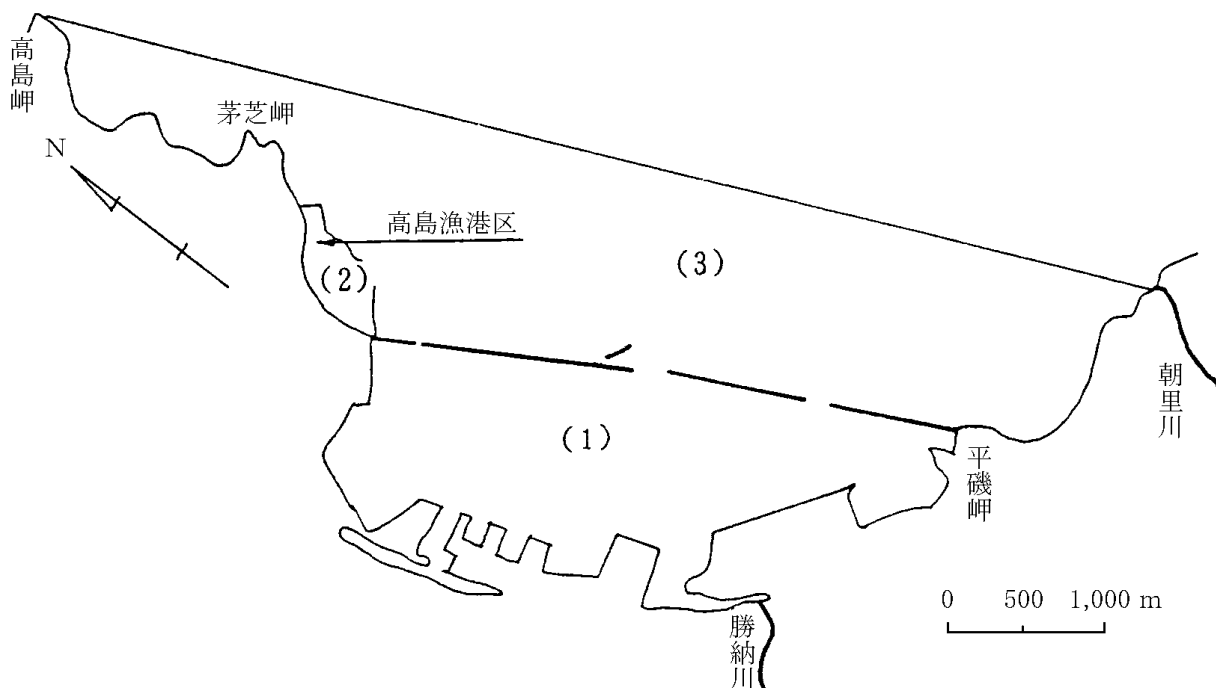 高島岬
茅芝岬
N
高島漁港区
(2)
(3)
(1)
朝里川
平磯岬
勝納川
0 500 1,000 m